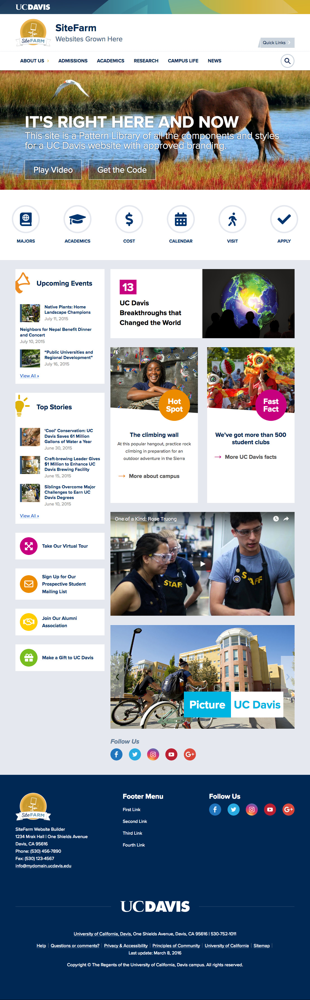 UCDAVIS
SiteFARM
SiteFarm
Websites Grown Here
Quick Links
ABOUT US
ADMISSIONS
ACADEMICS
RESEARCH
CAMPUS LIFE
NEWS
IT'S RIGHT HERE AND NOW
This site is a Pattern Library of all the components and styles
for a UC Davis website with approved branding.
Play Video
Get the Code
MAJORS
ACADEMICS
COST
CALENDAR
VISIT
APPLY
Upcoming Events
Native Plants: Home
Landscape Champions
July 11, 2015
Neighbors for Nepal Benefit Dinner
and Concert
July 10, 2015
“Public Universities and
Regional Development”
July 16, 2015
View All »
Top Stories
‘Cool’ Conservation: UC
Davis Saves 61 Million
Gallons of Water a Year
June 30, 2015
Craft-brewing Leader Gives
$1 Million to Enhance UC
Davis Brewing Facility
June 15, 2015
Siblings Overcome Major
Challenges to Earn UC
Davis Degrees
June 10, 2015
View All »
Take Our Virtual Tour
Sign Up for Our
Prospective Student
Mailing List
Join Our Alumni
Association
Make a Gift to UC Davis
13
UC Davis
Breakthroughs that
Changed the World
Hot
Spot
The climbing wall
At this popular hangout, practice rock
climbing in preparation for an
outdoor adventure in the Sierra
More about campus
Fast
Fact
We’ve got more than 500
student clubs
More UC Davis facts
One of a Kind: Rose Truong
STAFF
STAFF
Picture UC Davis
Follow Us
G+
SiteFARM
SiteFarm Website Builder
1234 Mrak Hall | One Shields Avenue
Davis, CA 95616
Phone: (530) 456-7890
Fax: (530) 123-4567
info@mydomain.ucdavis.edu
Footer Menu
First Link
Second Link
Third Link
Fourth Link
Follow Us
G+
UCDAVIS
University of California, Davis, One Shields Avenue, Davis, CA 95616 | 530-752-1011
Help | Questions or comments? | Privacy & Accessibility | Principles of Community | University of California | Sitemap |
Last update: March 8, 2016
Copyright © The Regents of the University of California, Davis campus. All rights reserved.